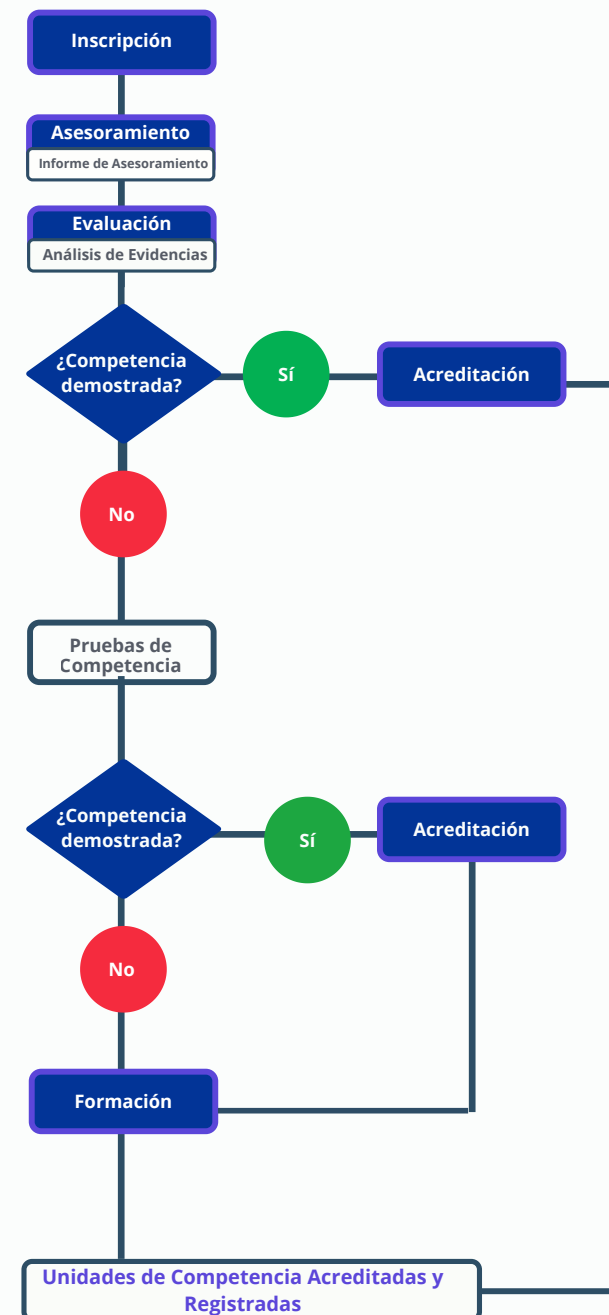 Inscripción
Asesoramiento
Informe de Asesoramiento
Evaluación
Análisis de Evidencias
¿Competencia
demostrada?
Sí
Acreditación
No
Pruebas de
Competencia
¿Competencia
demostrada?
Sí
Acreditación
No
Formación
Unidades de Competencia Acreditadas y
Registradas